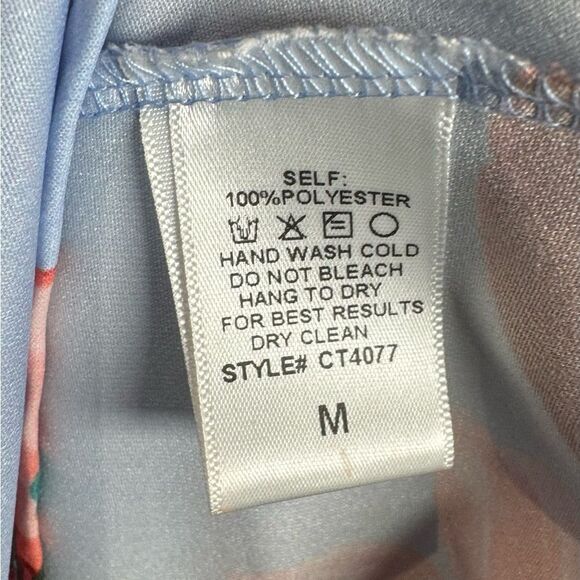 SELF:
100%POLYESTER
HAND WASH COLD
DO NOT BLEACH
HANG TO DRY
FOR BEST RESULTS
DRY CLEAN
STYLE# CT4077
M